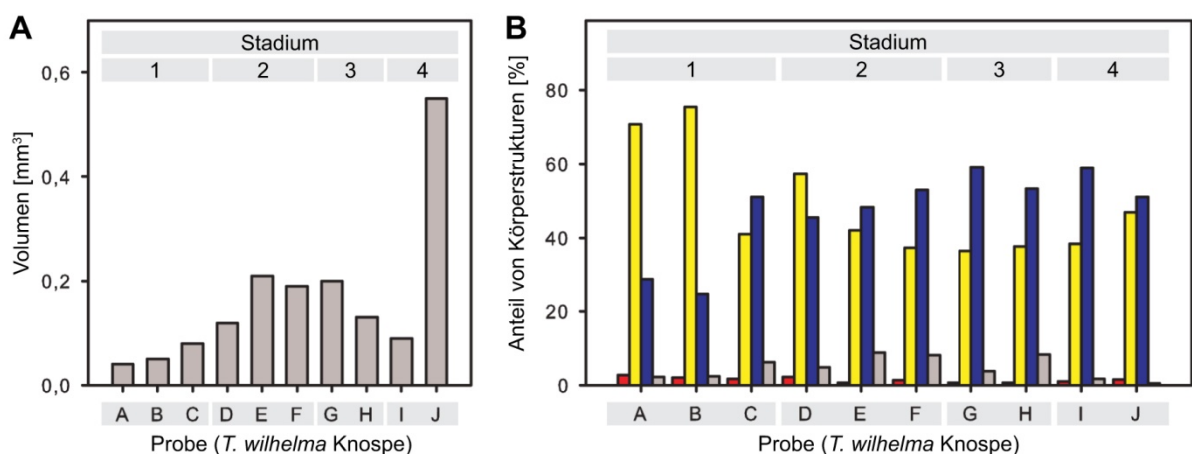 A
Stadium
1 2 3 4
Volumen [mm³]
0,6
0,4
0,2
0,0
A B C D E F G H I J
Probe (T. wilhelma Knospe)
B
Stadium
1 2 3 4
Anteil von Körperstrukturen [%]
80
60
40
20
0
A B C D E F G H I J
Probe (T. wilhelma Knospe)